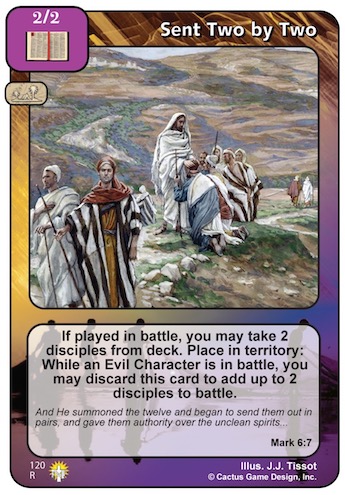 2/2
Sent Two by Two
If played in battle, you may take 2
disciples from deck. Place in territory:
While an Evil Character is in battle, you
may discard this card to add up to 2
disciples to battle.
And He summoned the twelve and began to send them out in
pairs, and gave them authority over the unclean spirits...
Mark 6:7
120
R
Illus. J.J. Tissot
© Cactus Game Design, Inc.